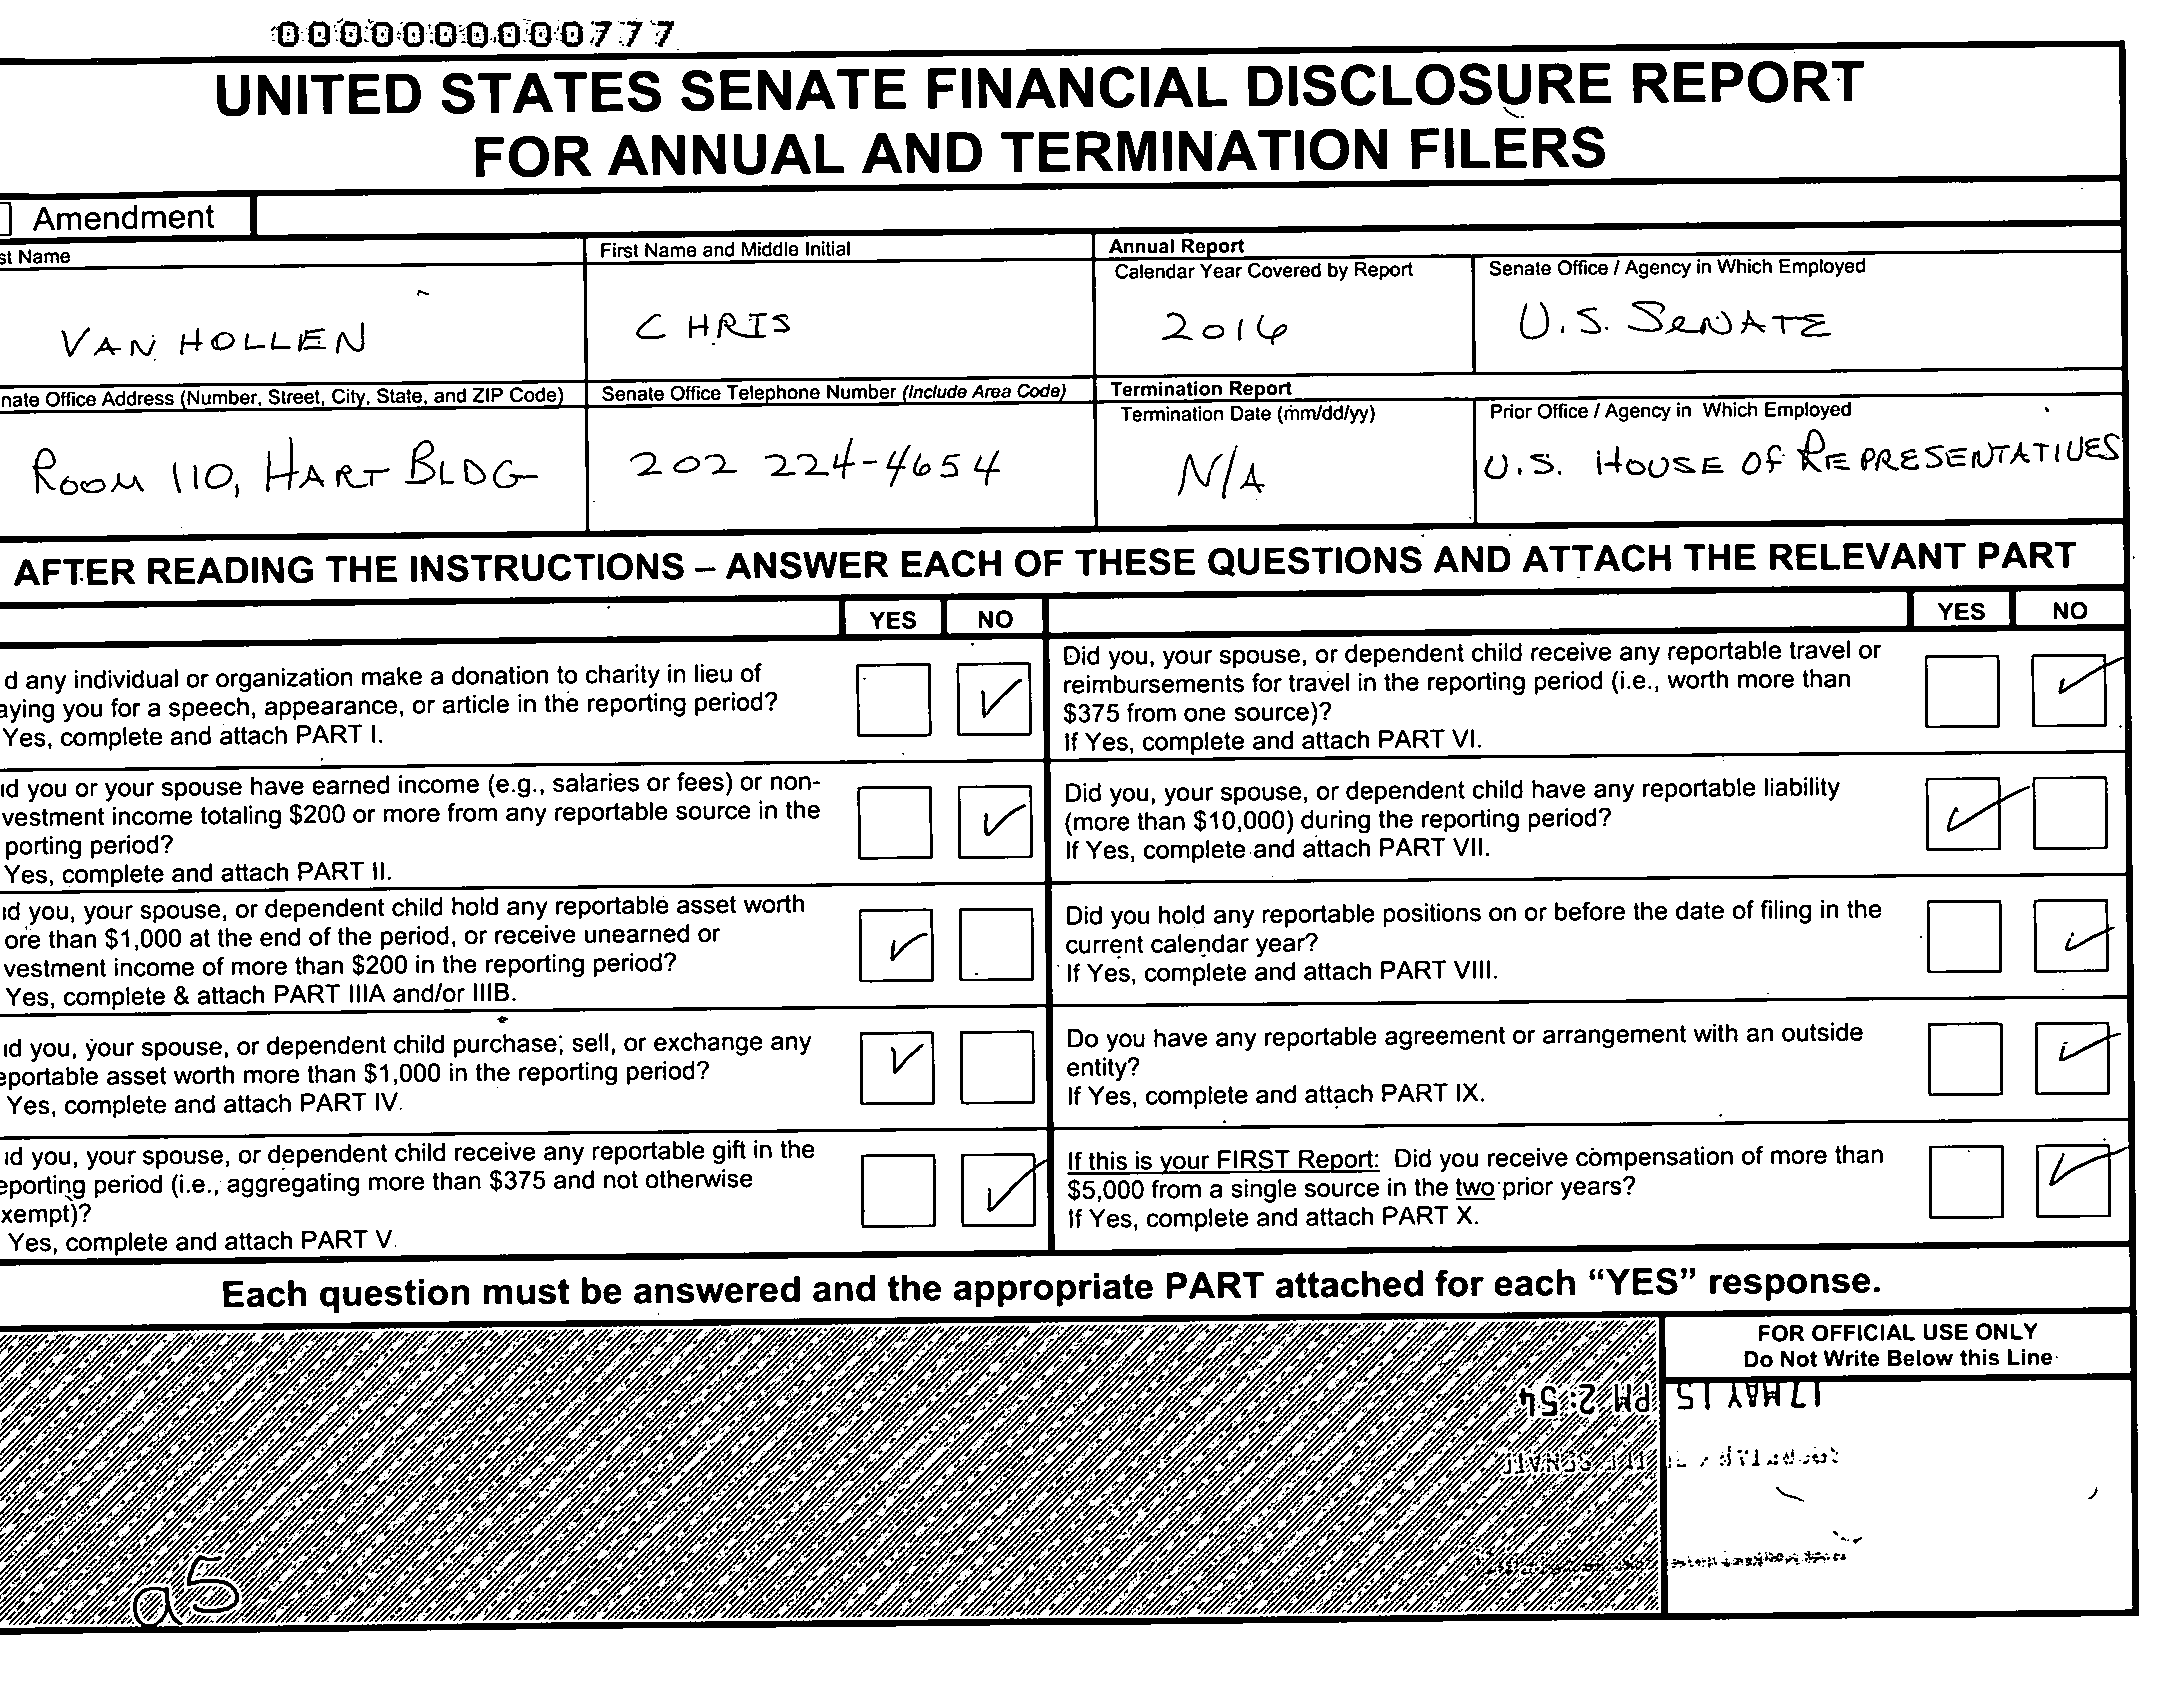 0000000000777
UNITED STATES SENATE FINANCIAL DISCLOSURE REPORT
FOR ANNUAL AND TERMINATION FILERS
Amendment
st Name
VAN HOLLEN
First Name and Middle Initial
CHRIS
Annual Report
Calendar Year Covered by Report
2016
Senate Office / Agency in Which Employed
U.S. SENATE
nate Office Address (Number, Street, City, State, and ZIP Code)
ROOM 110, HART BLDG
Senate Office Telephone Number (Include Area Code)
202 224-4654
Termination Report
Termination Date (mm/dd/yy)
N/A
Prior Office / Agency in Which Employed
U.S. HOUSE OF REPRESENTATIVES
AFTER READING THE INSTRUCTIONS – ANSWER EACH OF THESE QUESTIONS AND ATTACH THE RELEVANT PART
YES NO
d any individual or organization make a donation to charity in lieu of
aying you for a speech, appearance, or article in the reporting period?
Yes, complete and attach PART I.
id you or your spouse have earned income (e.g., salaries or fees) or non-
vestment income totaling $200 or more from any reportable source in the
porting period?
Yes, complete and attach PART II.
id you, your spouse, or dependent child hold any reportable asset worth
ore than $1,000 at the end of the period, or receive unearned or
vestment income of more than $200 in the reporting period?
Yes, complete & attach PART IIIA and/or IIIB.
id you, your spouse, or dependent child purchase, sell, or exchange any
eportable asset worth more than $1,000 in the reporting period?
Yes, complete and attach PART IV.
id you, your spouse, or dependent child receive any reportable gift in the
eporting period (i.e., aggregating more than $375 and not otherwise
xempt)?
Yes, complete and attach PART V.
YES NO
Did you, your spouse, or dependent child receive any reportable travel or
reimbursements for travel in the reporting period (i.e., worth more than
$375 from one source)?
If Yes, complete and attach PART VI.
Did you, your spouse, or dependent child have any reportable liability
(more than $10,000) during the reporting period?
If Yes, complete and attach PART VII.
Did you hold any reportable positions on or before the date of filing in the
current calendar year?
If Yes, complete and attach PART VIII.
Do you have any reportable agreement or arrangement with an outside
entity?
If Yes, complete and attach PART IX.
If this is your FIRST Report: Did you receive compensation of more than
$5,000 from a single source in the two prior years?
If Yes, complete and attach PART X.
Each question must be answered and the appropriate PART attached for each “YES” response.
FOR OFFICIAL USE ONLY
Do Not Write Below this Line
17 MAY 15 PM 2:54
a5